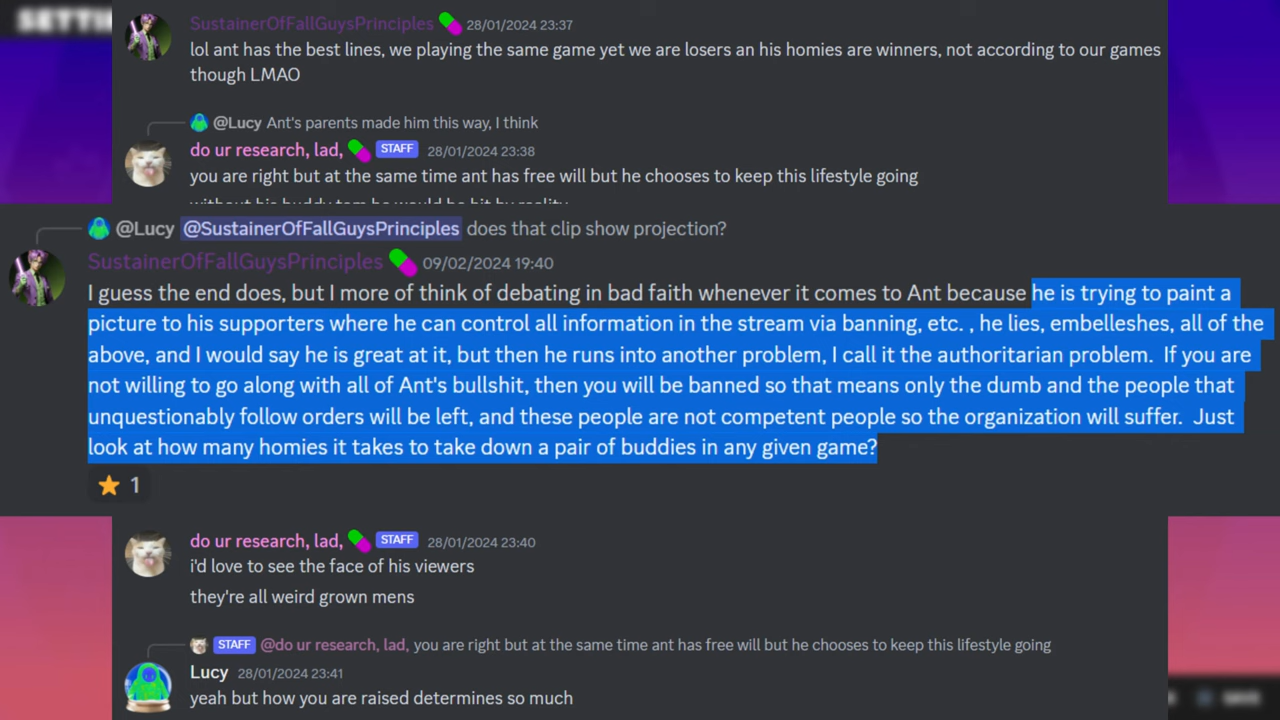 SETTIN
SustainerOfFallGuysPrinciples 28/01/2024 23:37
lol ant has the best lines, we playing the same game yet we are losers an his homies are winners, not according to our games
though LMAO
@Lucy Ant's parents made him this way, I think
do ur research, lad, STAFF 28/01/2024 23:38
you are right but at the same time ant has free will but he chooses to keep this lifestyle going
without his buddy tom he would be hit by reality
@Lucy @SustainerOfFallGuysPrinciples does that clip show projection?
SustainerOfFallGuysPrinciples 09/02/2024 19:40
I guess the end does, but I more of think of debating in bad faith whenever it comes to Ant because he is trying to paint a
picture to his supporters where he can control all information in the stream via banning, etc. , he lies, embelleshes, all of the
above, and I would say he is great at it, but then he runs into another problem, I call it the authoritarian problem.  If you are
not willing to go along with all of Ant's bullshit, then you will be banned so that means only the dumb and the people that
unquestionably follow orders will be left, and these people are not competent people so the organization will suffer.  Just
look at how many homies it takes to take down a pair of buddies in any given game?
1
do ur research, lad, STAFF 28/01/2024 23:40
i'd love to see the face of his viewers
they're all weird grown mens
STAFF @do ur research, lad, you are right but at the same time ant has free will but he chooses to keep this lifestyle going
Lucy 28/01/2024 23:41
yeah but how you are raised determines so much
SAVE